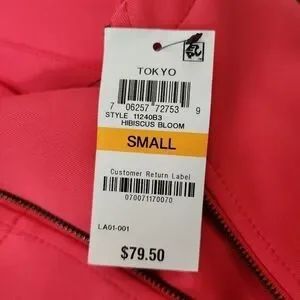 TOKYO
7 06257 72753 9
STYLE 11240B3
HIBISCUS BLOOM
SMALL
Customer Return Label
070071170070
LA01-001
$79.50